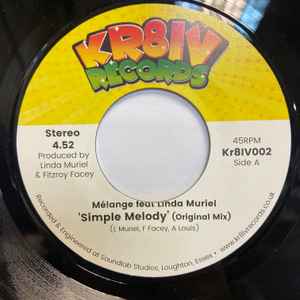 KR8IV
RECORDS
Stereo
4.52
Produced by
Linda Muriel
& Fitzroy Facey
45RPM
Kr8IV002
Side A
Mélange feat Linda Muriel
'Simple Melody' (Original Mix)
(L Muriel, F Facey, A Louis)
Recorded & Engineered at Soundlab Studios, Loughton, Essex • www.kr8ivrecords.co.uk